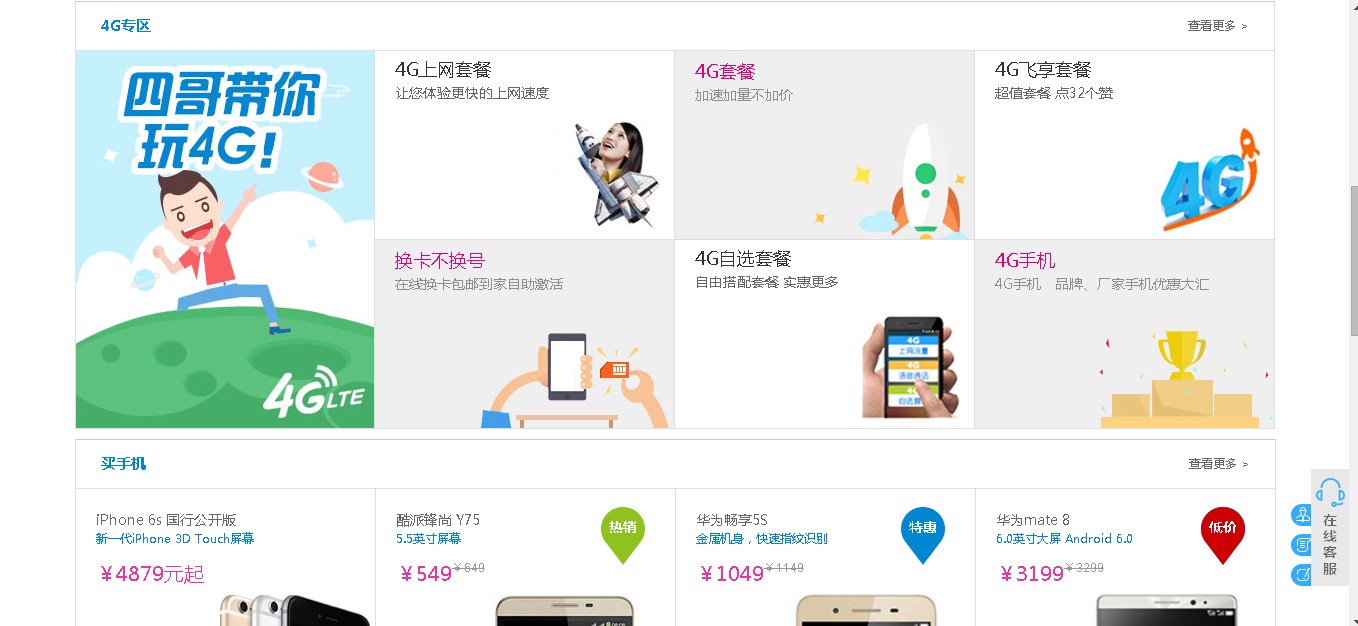 4G专区
查看更多 >
四哥带你
玩4G!
4G LTE
4G上网套餐
让您体验更快的上网速度
4G套餐
加速加量不加价
4G飞享套餐
超值套餐 点32个赞
4G
换卡不换号
在线换卡包邮到家自助激活
4G自选套餐
自由搭配套餐 实惠更多
4G
上网流量
4G
语音通话
4G
自选套餐
4G手机
4G手机 品牌、厂家手机优惠大汇
买手机
查看更多 >
iPhone 6s 国行公开版
新一代iPhone 3D Touch屏幕
￥4879元起
酷派锋尚 Y75
5.5英寸屏幕
￥549 ￥649
热销
华为畅享5S
金属机身，快速指纹识别
￥1049 ￥1149
特惠
华为mate 8
6.0英寸大屏 Android 6.0
￥3199 ￥3299
低价
在线客服